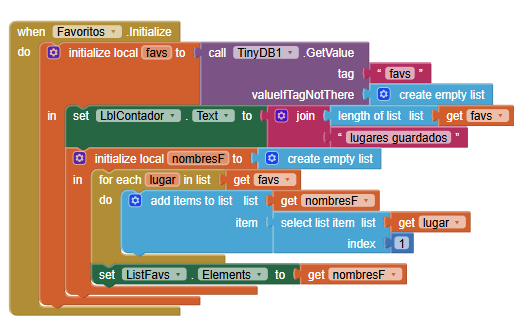 when Favoritos .Initialize
do initialize local favs to call TinyDB1 .GetValue
tag " favs "
valueIfTagNotThere create empty list
in set LblContador . Text to join length of list list get favs
" lugares guardados "
initialize local nombresF to create empty list
in for each lugar in list get favs
do add items to list list get nombresF
item select list item list get lugar
index 1
set ListFavs . Elements to get nombresF